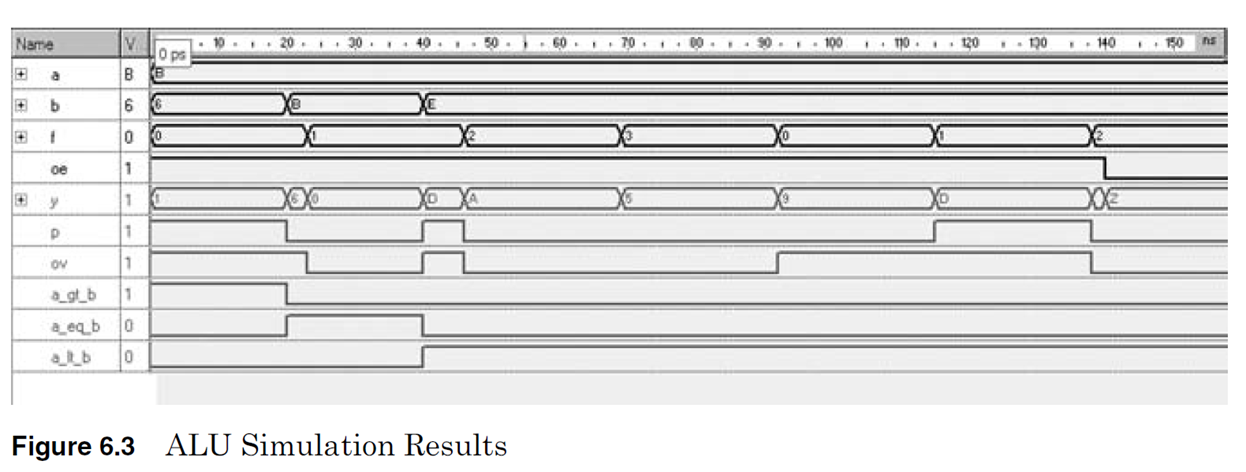 Name V. 0 ps 10 20 30 40 50 60 70 80 90 100 110 120 130 140 150 ns
a B B
b 6 6 B E
f 0 0 1 2 3 0 1 2
oe 1
y 1 1 6 0 D A 5 9 D Z
p 1
ov 1
a_gt_b 1
a_eq_b 0
a_lt_b 0
Figure 6.3 ALU Simulation Results